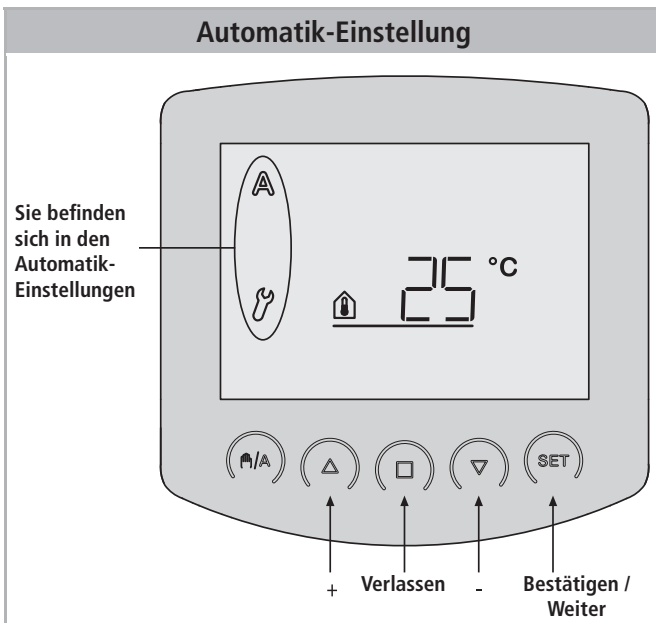 Automatik-Einstellung
Sie befinden
sich in den
Automatik-
Einstellungen
A
25 °C
/A
SET
+
Verlassen
-
Bestätigen /
Weiter